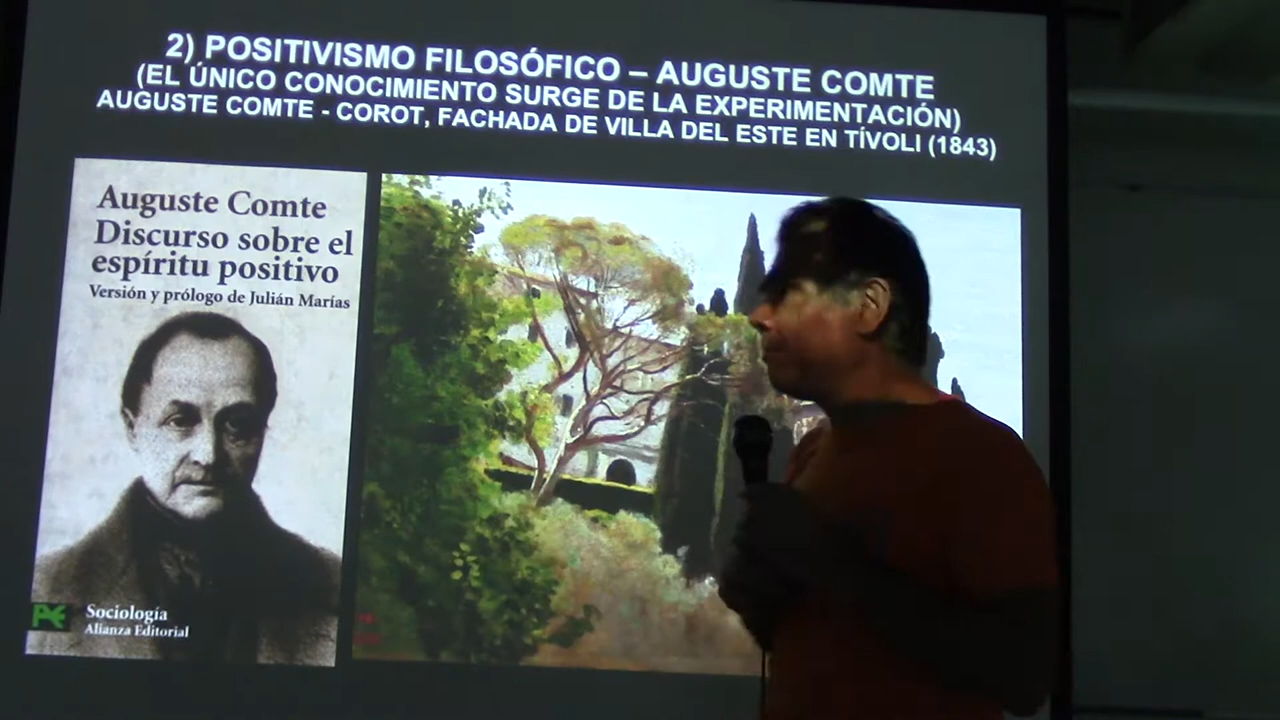 2) POSITIVISMO FILOSÓFICO – AUGUSTE COMTE
(EL ÚNICO CONOCIMIENTO SURGE DE LA EXPERIMENTACIÓN)
AUGUSTE COMTE - COROT, FACHADA DE VILLA DEL ESTE EN TÍVOLI (1843)
Auguste Comte
Discurso sobre el
espíritu positivo
Versión y prólogo de Julián Marías
Sociología
Alianza Editorial